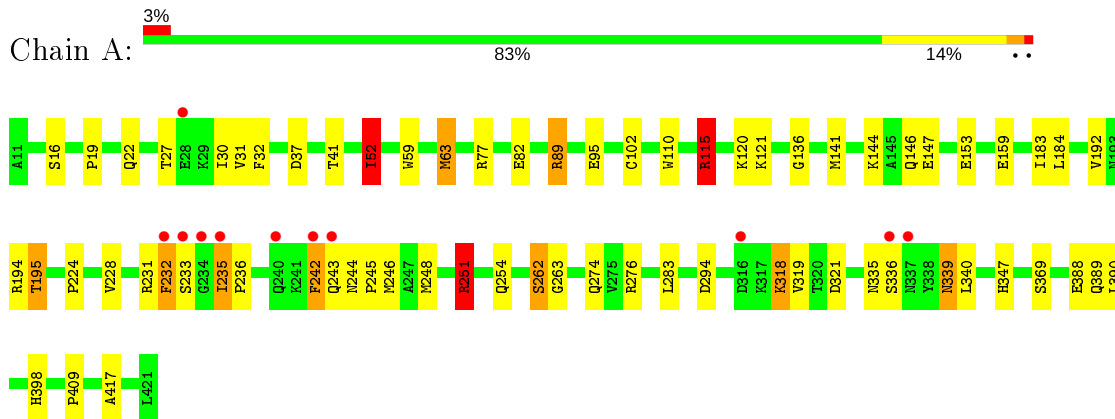 3%
Chain A:
83% 14% • •
A11 S16 P19 Q22 T27 E28 K29 I30 V31 F32 D37 T41 I52 W59 M63 R77 E82 R89 E95 C102 W110 R115 K120 K121 G136 M141 K144 A145 Q146 E147 E153 E159 I183 L184 V192 N193
R194 T195 P224 V228 R231 F232 S233 G234 I235 P236 Q240 K241 F242 Q243 N244 P245 M246 A247 M248 R251 Q254 S262 G263 Q274 V275 R276 L283 D294 D316 K317 K318 V319 T320 D321 N335 S336 N337 Y338 N339 L340 H347 S369 E388 Q389 L390
H398 P409 A417 L421